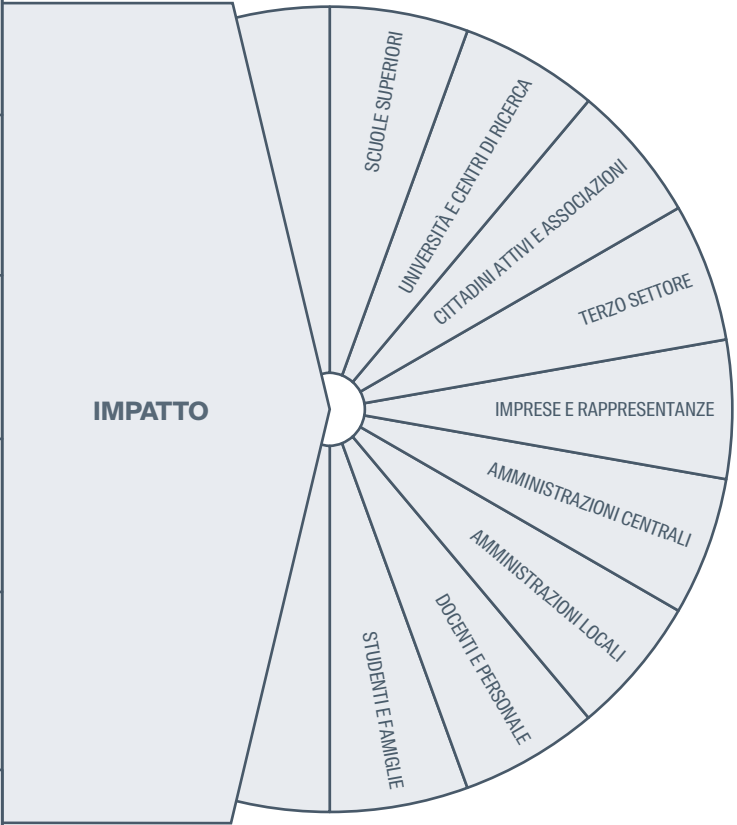 IMPATTO
SCUOLE SUPERIORI
UNIVERSITÀ E CENTRI DI RICERCA
CITTADINI ATTIVI E ASSOCIAZIONI
TERZO SETTORE
IMPRESE E RAPPRESENTANZE
AMMINISTRAZIONI CENTRALI
AMMINISTRAZIONI LOCALI
DOCENTI E PERSONALE
STUDENTI E FAMIGLIE